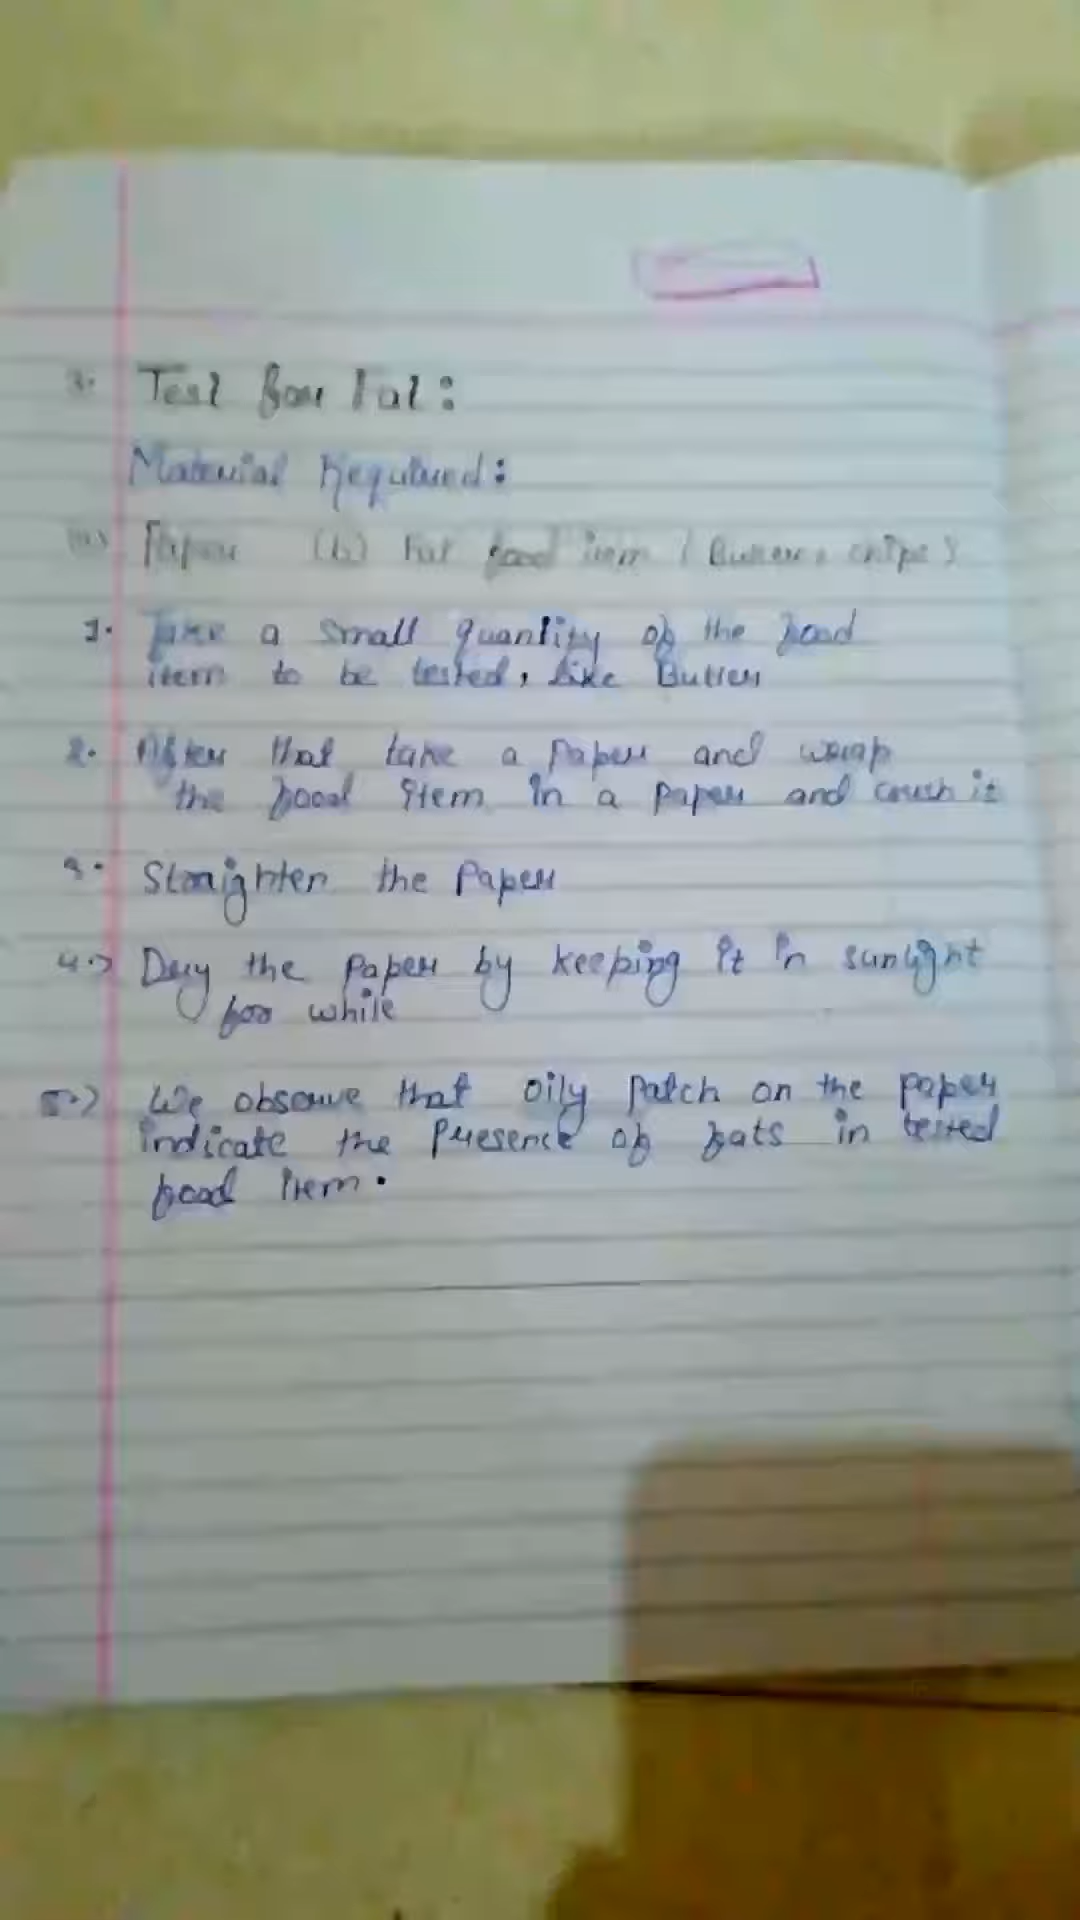 3. Test for Fat:
Material Required:
(a) Paper (b) Fat food item (Butter, chips)
1. Take a small quantity of the food
item to be tested, like Butter
2. After that take a paper and wrap
the food item in a paper and crush it
3. Straighten the Paper
4.) Dry the paper by keeping it in sunlight
for while
5.) We observe that oily patch on the paper
indicate the presence of fats in tested
food item.